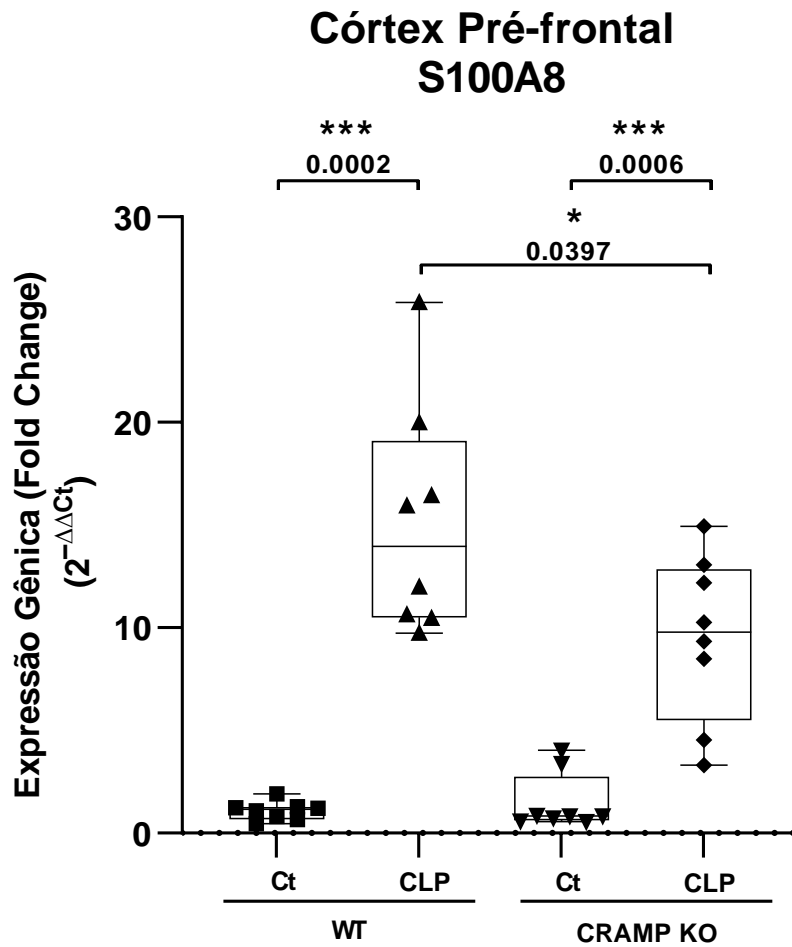 Córtex Pré-frontal
S100A8
*** ***
0.0002 0.0006
*
0.0397
Expressão Gênica (Fold Change)
(2^−ΔΔCt)
30
20
10
0
Ct CLP Ct CLP
WT CRAMP KO